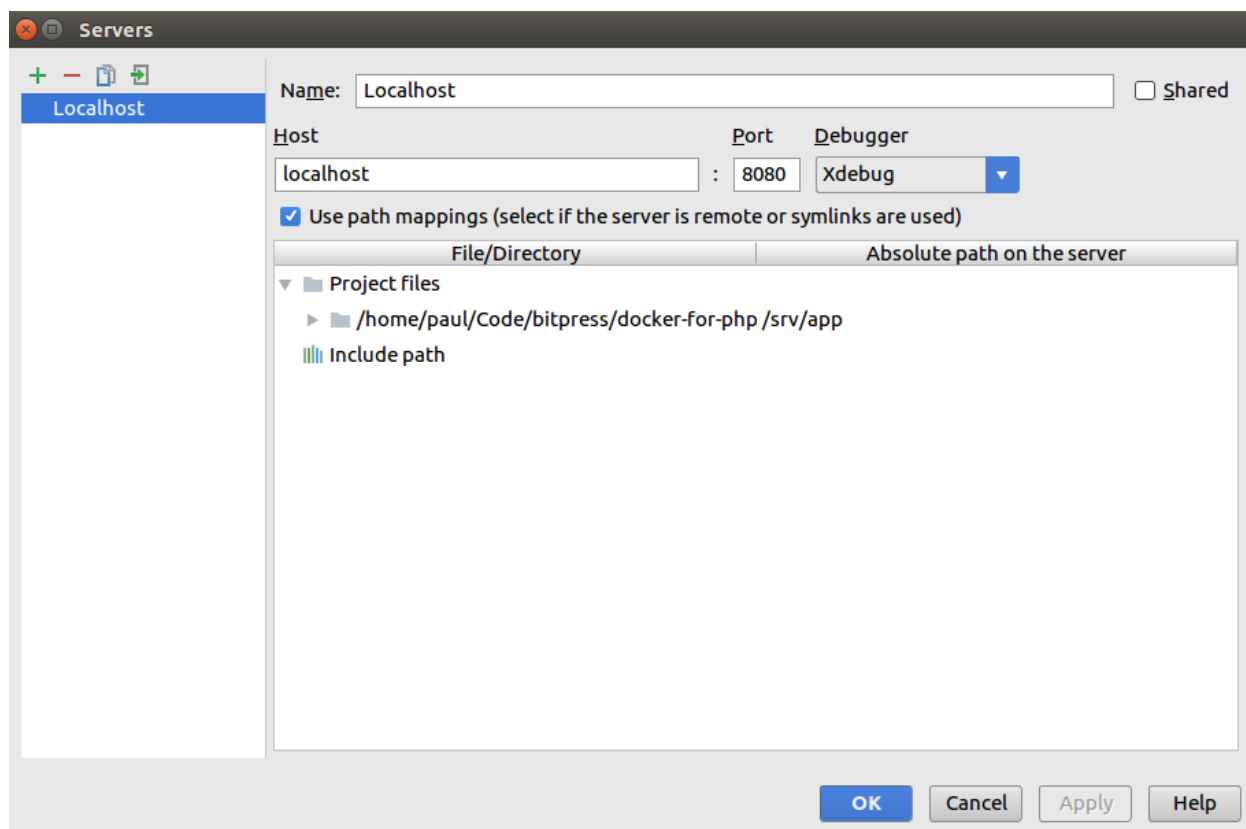 Servers
Localhost
Name: Localhost Shared
Host Port Debugger
localhost : 8080 Xdebug
Use path mappings (select if the server is remote or symlinks are used)
File/Directory Absolute path on the server
Project files
/home/paul/Code/bitpress/docker-for-php /srv/app
Include path
OK Cancel Apply Help